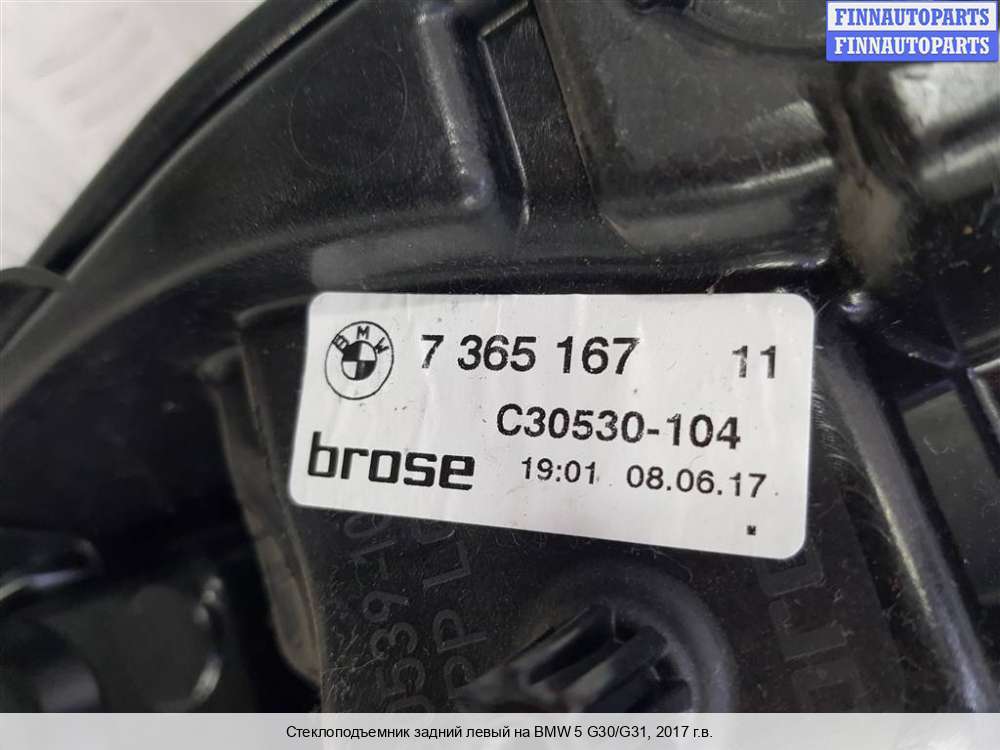 FINNAUTOPARTS
FINNAUTOPARTS
BMW
7 365 167 11
C30530-104
brose
19:01 08.06.17
Стеклоподъемник задний левый на BMW 5 G30/G31, 2017 г.в.